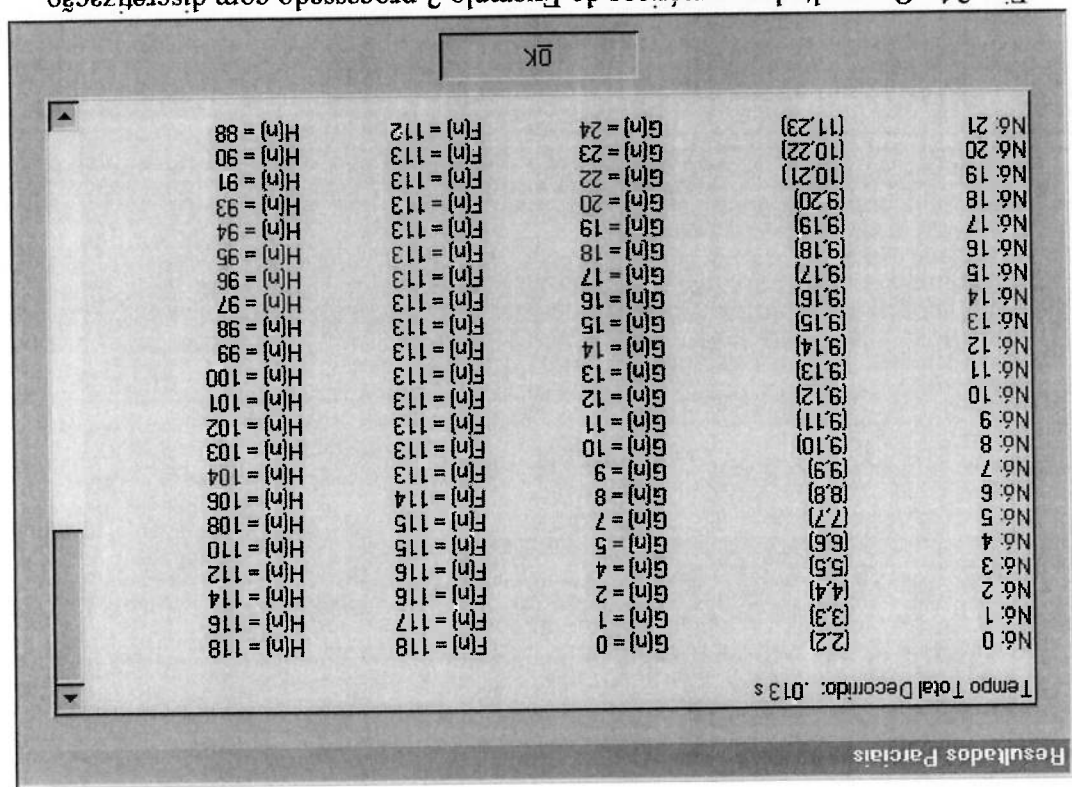 Resultados Parciais
Tempo Total Decorrido: .013 s
Nó: 0 (2,2) G(n) = 0 F(n) = 118 H(n) = 118
Nó: 1 (3,3) G(n) = 1 F(n) = 117 H(n) = 116
Nó: 2 (4,4) G(n) = 2 F(n) = 116 H(n) = 114
Nó: 3 (5,5) G(n) = 4 F(n) = 116 H(n) = 112
Nó: 4 (6,6) G(n) = 5 F(n) = 115 H(n) = 110
Nó: 5 (7,7) G(n) = 7 F(n) = 115 H(n) = 108
Nó: 6 (8,8) G(n) = 8 F(n) = 114 H(n) = 106
Nó: 7 (9,9) G(n) = 9 F(n) = 113 H(n) = 104
Nó: 8 (9,10) G(n) = 10 F(n) = 113 H(n) = 103
Nó: 9 (9,11) G(n) = 11 F(n) = 113 H(n) = 102
Nó: 10 (9,12) G(n) = 12 F(n) = 113 H(n) = 101
Nó: 11 (9,13) G(n) = 13 F(n) = 113 H(n) = 100
Nó: 12 (9,14) G(n) = 14 F(n) = 113 H(n) = 99
Nó: 13 (9,15) G(n) = 15 F(n) = 113 H(n) = 98
Nó: 14 (9,16) G(n) = 16 F(n) = 113 H(n) = 97
Nó: 15 (9,17) G(n) = 17 F(n) = 113 H(n) = 96
Nó: 16 (9,18) G(n) = 18 F(n) = 113 H(n) = 95
Nó: 17 (9,19) G(n) = 19 F(n) = 113 H(n) = 94
Nó: 18 (9,20) G(n) = 20 F(n) = 113 H(n) = 93
Nó: 19 (10,21) G(n) = 22 F(n) = 113 H(n) = 91
Nó: 20 (10,22) G(n) = 23 F(n) = 113 H(n) = 90
Nó: 21 (11,23) G(n) = 24 F(n) = 112 H(n) = 88
OK
processado com discretização